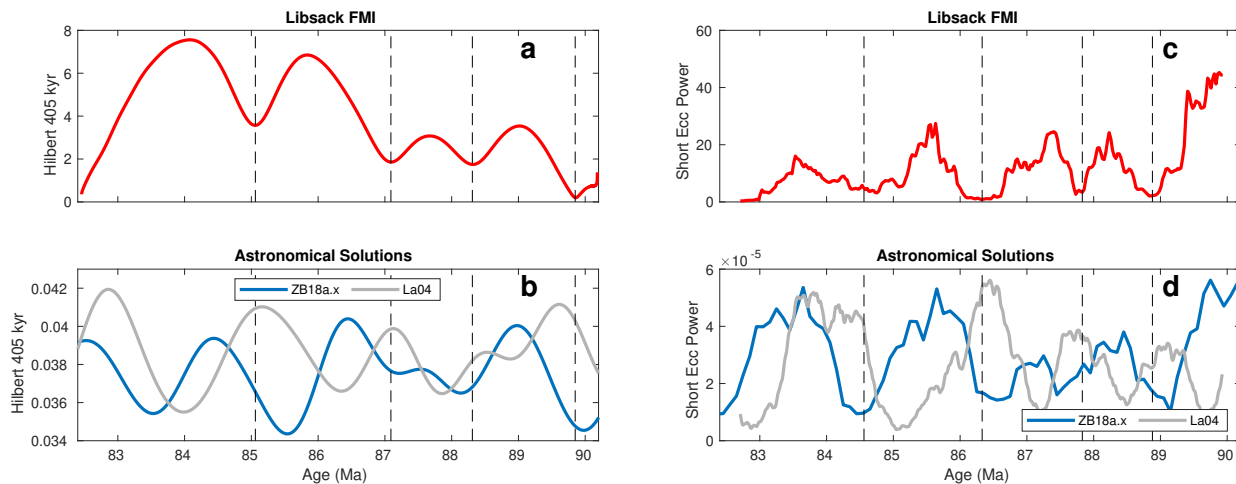 Libsack FMI
a
Hilbert 405 kyr
8
6
4
2
0
Astronomical Solutions
b
ZB18a.x
La04
Hilbert 405 kyr
0.042
0.04
0.038
0.036
0.034
83 84 85 86 87 88 89 90
Age (Ma)
Libsack FMI
c
Short Ecc Power
60
40
20
0
Astronomical Solutions
× 10 -5
d
Short Ecc Power
6
4
2
0
ZB18a.x
La04
83 84 85 86 87 88 89 90
Age (Ma)